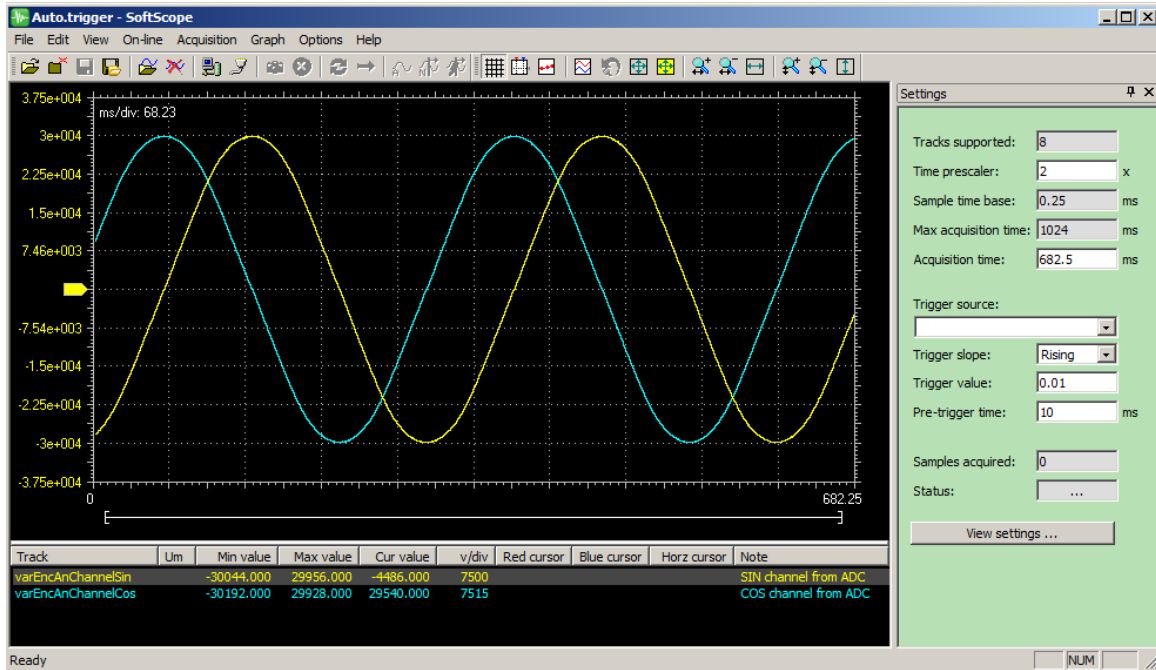 Auto.trigger - SoftScope
File Edit View On-line Acquisition Graph Options Help
3.75e+004
ms/div: 68.23
3e+004
2.25e+004
1.5e+004
7.46e+003
-7.54e+003
-1.5e+004
-2.25e+004
-3e+004
-3.75e+004
0 682.25
Track Um Min value Max value Cur value v/div Red cursor Blue cursor Horz cursor Note
varEncAnChannelSin -30044.000 29956.000 -4486.000 7500 SIN channel from ADC
varEncAnChannelCos -30192.000 29928.000 29540.000 7515 COS channel from ADC
Settings
Tracks supported: 8
Time prescaler: 2 x
Sample time base: 0.25 ms
Max acquisition time: 1024 ms
Acquisition time: 682.5 ms
Trigger source:
Trigger slope: Rising
Trigger value: 0.01
Pre-trigger time: 10 ms
Samples acquired: 0
Status: ...
View settings ...
Ready NUM